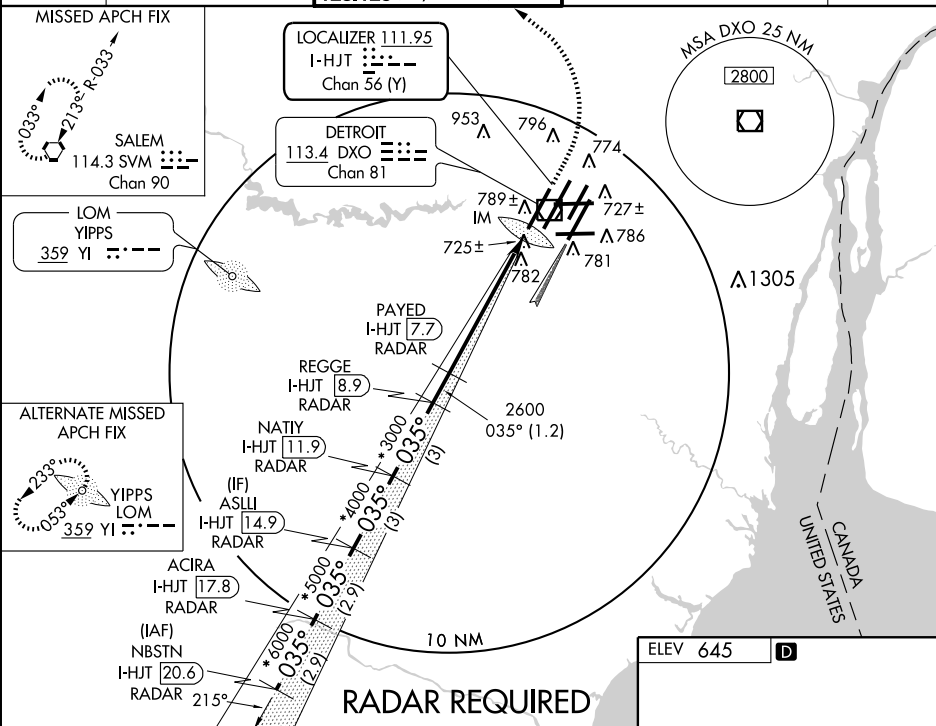 MISSED APCH FIX
R-033
033°
213°
SALEM
114.3 SVM
Chan 90
LOCALIZER 111.95
I-HJT
Chan 56 (Y)
DETROIT
113.4 DXO
Chan 81
MSA DXO 25 NM
2800
LOM
YIPPS
359 YI
953
796
774
789±
IM
727±
725±
786
782
781
1305
PAYED
I-HJT 7.7
RADAR
REGGE
I-HJT 8.9
RADAR
2600
035° (1.2)
NATIY
I-HJT 11.9
RADAR
*3000
035°
(3)
(IF)
ASLLI
I-HJT 14.9
RADAR
*4000
035°
(3)
ACIRA
I-HJT 17.8
RADAR
*5000
035°
(2.9)
(IAF)
NBSTN
I-HJT 20.6
RADAR
*6000
035°
(2.9)
215°
ALTERNATE MISSED
APCH FIX
233°
053°
YIPPS
LOM
359 YI
10 NM
CANADA
UNITED STATES
RADAR REQUIRED
ELEV 645 D